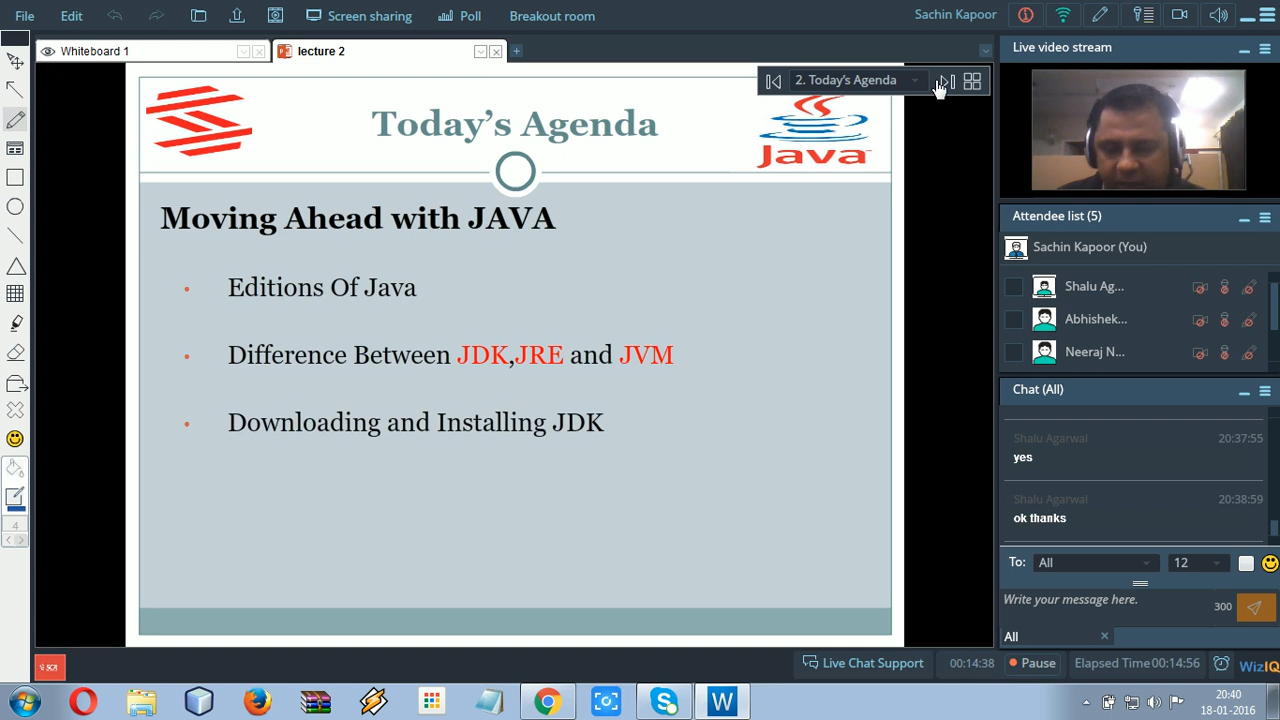 File Edit Screen sharing Poll Breakout room Sachin Kapoor
Whiteboard 1
lecture 2
Live video stream
2. Today's Agenda
Today's Agenda
Java
Moving Ahead with JAVA
Editions Of Java
Difference Between JDK,JRE and JVM
Downloading and Installing JDK
Attendee list (5)
Sachin Kapoor (You)
Shalu Ag...
Abhishek...
Neeraj N...
Chat (All)
Shalu Agarwal 20:37:55
yes
Shalu Agarwal 20:38:59
ok thanks
To: All 12
Write your message here. 300
All
4
SCA
Live Chat Support 00:14:38 Pause Elapsed Time 00:14:56 WizIQ
20:40
18-01-2016